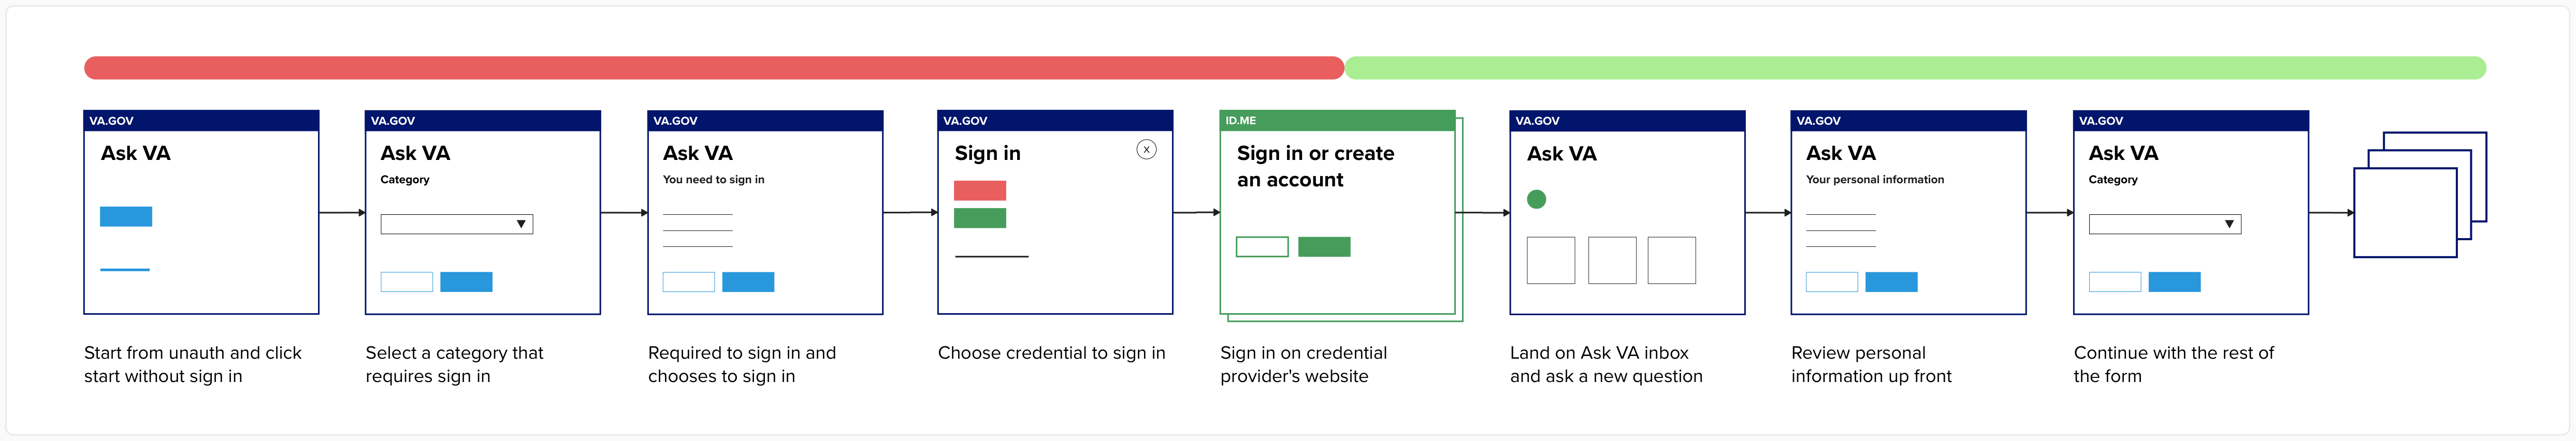 VA.GOV
Ask VA
Start from unauth and click
start without sign in
VA.GOV
Ask VA
Category
Select a category that
requires sign in
VA.GOV
Ask VA
You need to sign in
Required to sign in and
chooses to sign in
VA.GOV
Sign in
X
Choose credential to sign in
ID.ME
Sign in or create
an account
Sign in on credential
provider's website
VA.GOV
Ask VA
Land on Ask VA inbox
and ask a new question
VA.GOV
Ask VA
Your personal information
Review personal
information up front
VA.GOV
Ask VA
Category
Continue with the rest of
the form